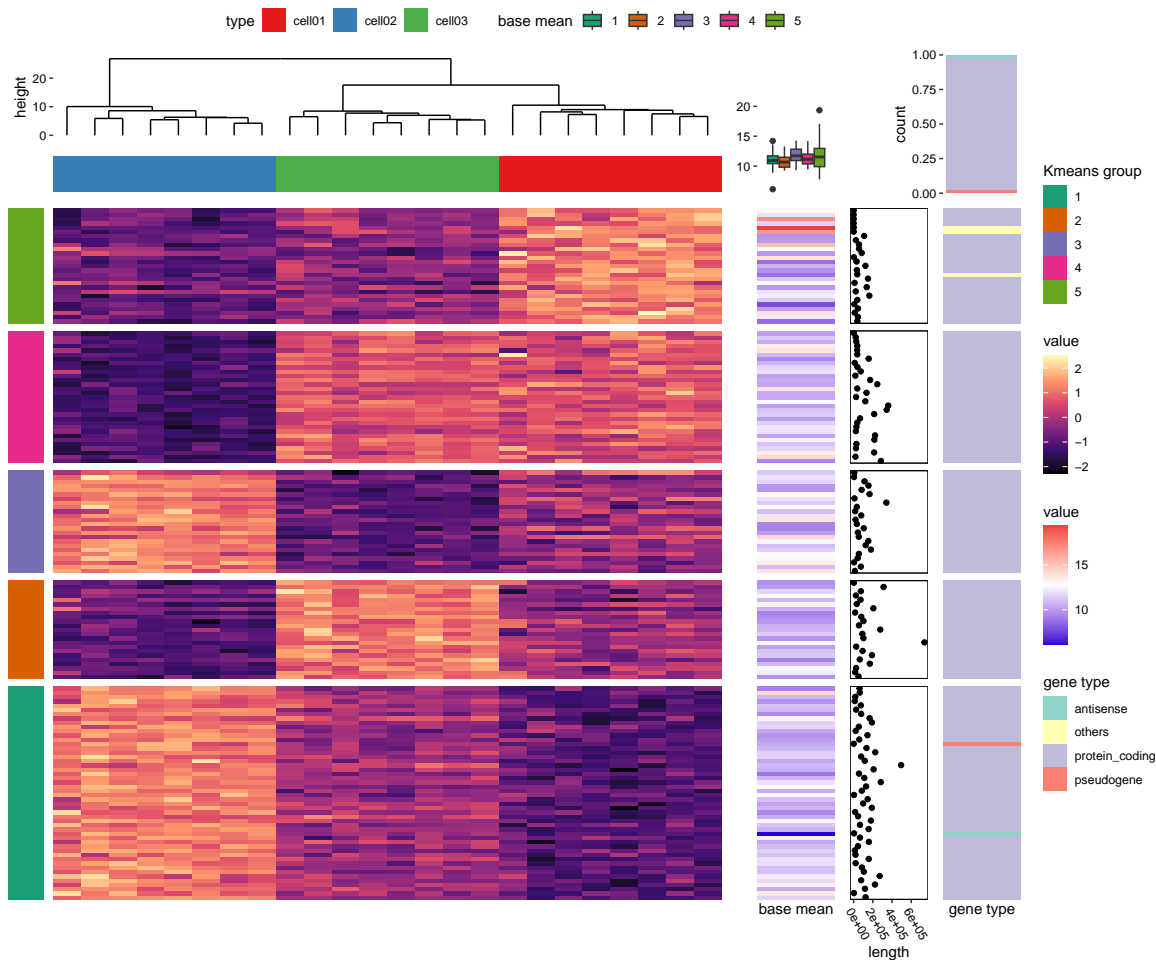 type cell01 cell02 cell03 base mean 1 2 3 4 5
height
20
10
0
20
15
10
count
1.00
0.75
0.50
0.25
0.00
Kmeans group
1
2
3
4
5
value
2
1
0
−1
−2
value
15
10
gene type
antisense
others
protein_coding
pseudogene
base mean
0e+00
2e+05
4e+05
6e+05
length
gene type